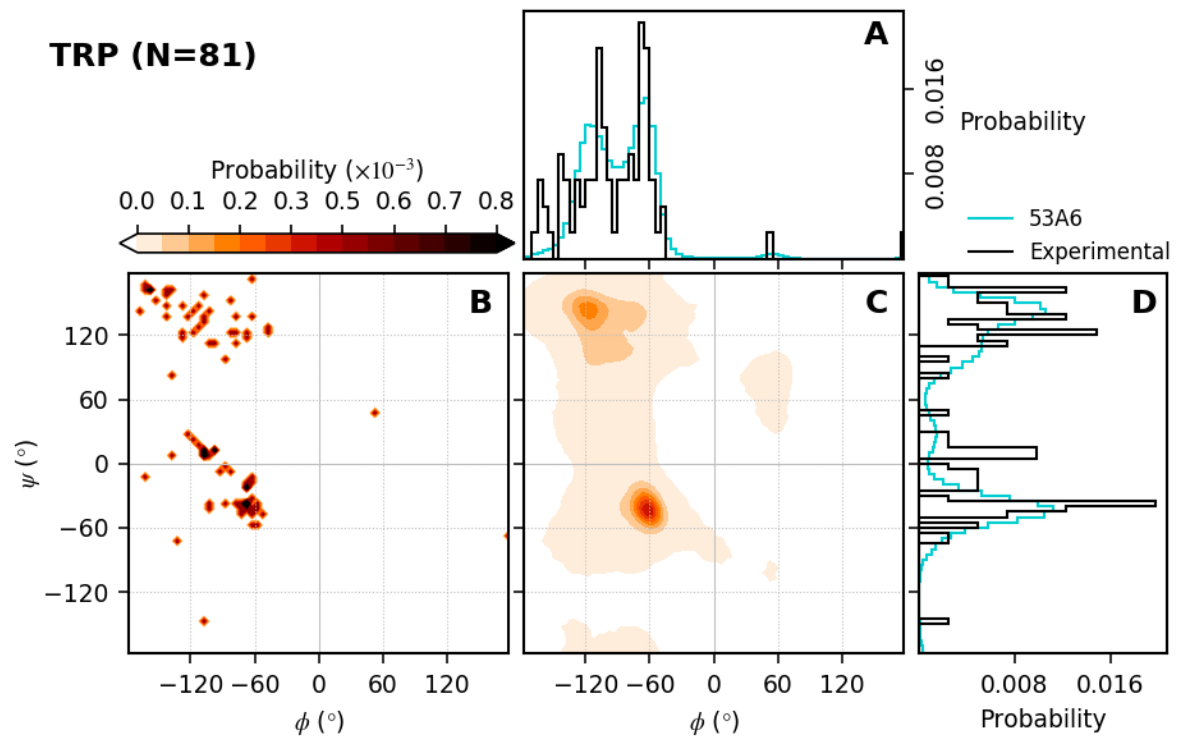 TRP (N=81)
A
0.016
0.008
Probability
53A6
Experimental
Probability (×10⁻³)
0.0 0.1 0.2 0.3 0.5 0.6 0.7 0.8
B
C
D
120
60
0
−60
−120
ψ (°)
−120 −60 0 60 120
−120 −60 0 60 120
0.008 0.016
ϕ (°)
ϕ (°)
Probability